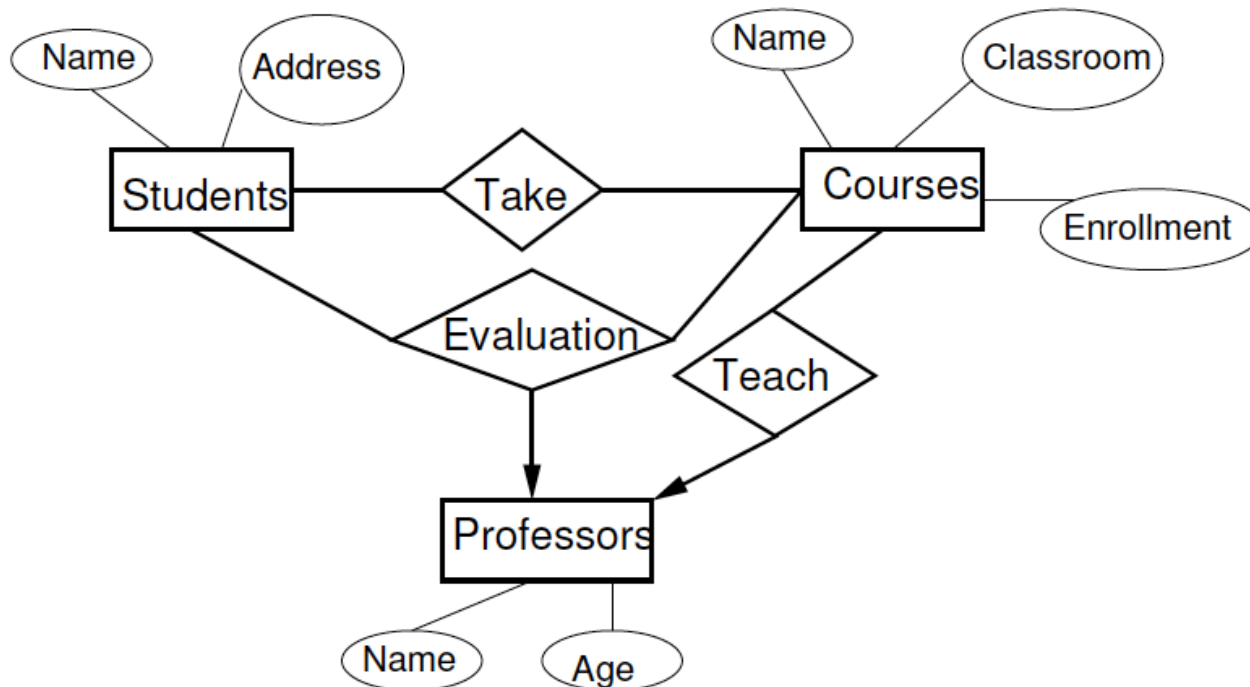 Name
Address
Name
Classroom
Students
Take
Courses
Enrollment
Evaluation
Teach
Professors
Name
Age